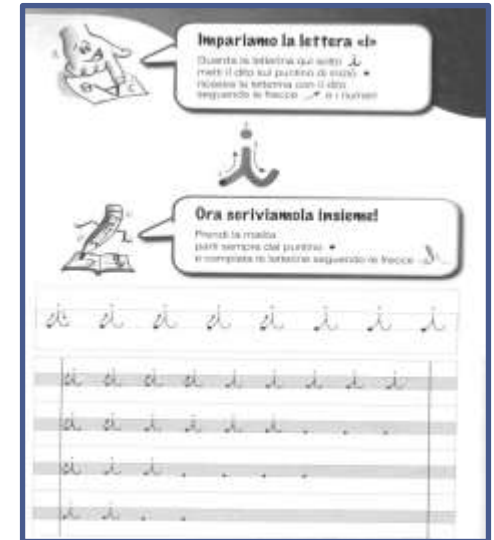 Impariamo la lettera «i»
Guarda la letterina qui sotto i
metti il dito sul puntino di inizio •
ricalca la letterina con il dito
seguendo le frecce e i numeri
i
Ora scriviamola insieme!
Prendi la matita
parti sempre dal puntino •
e completa le letterine seguendo le frecce
i i i i i i i i
i i i i i i i i i
i i i i i i . . .
i i i . . . .
i i . .